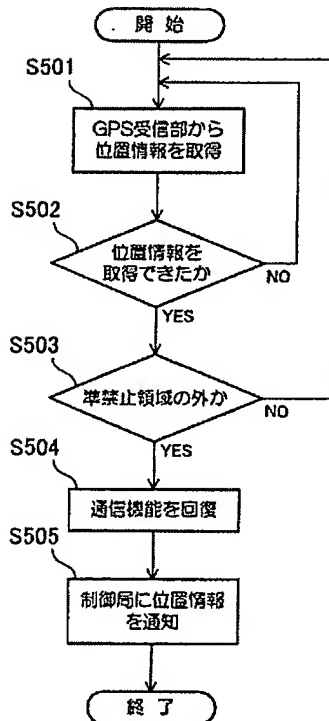 開 始
S501
GPS受信部から
位置情報を取得
S502
位置情報を
取得できたか
NO
YES
S503
準禁止領域の外か
NO
YES
S504
通信機能を回復
S505
制御局に位置情報
を通知
終 了